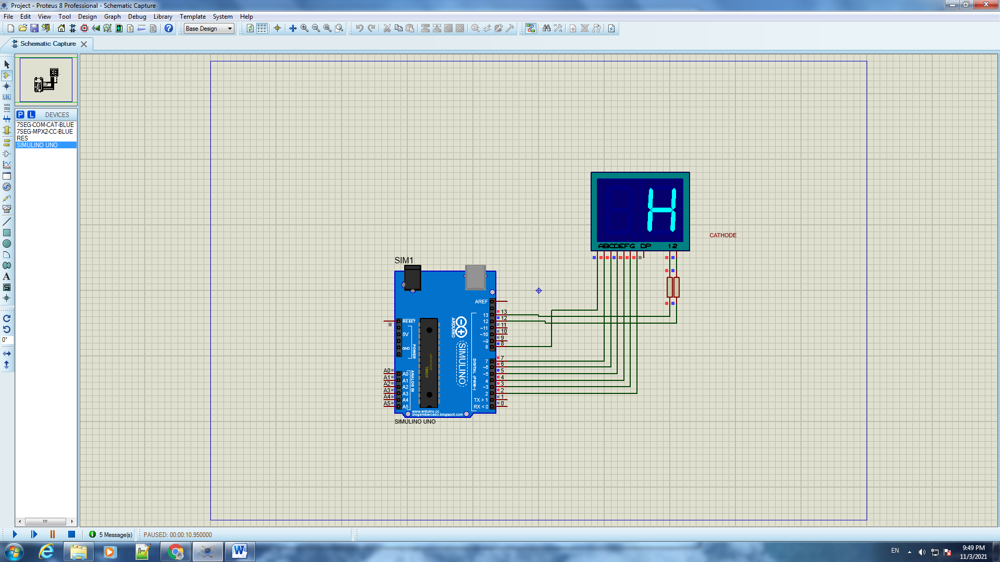 Project - Proteus 8 Professional - Schematic Capture
File Edit View Tool Design Graph Debug Library Template System Help
Base Design
Schematic Capture
P L DEVICES
7SEG-COM-CAT-BLUE
7SEG-MPX2-CC-BLUE
RES
SIMULINO UNO
LBL
A
S
0°
H
ABCDEFG DP 12
CATHODE
SIM1
AREF
13 13
12 12
~11 11
~10 10
~9 9
8 8
7 7
~6 6
~5 5
4 4
~3 3
2 2
TX > 1 1
RX < 0 0
RESET
5V
GND
POWER
A0 A0
A1 A1
A2 A2
A3 A3
A4 A4
A5 A5
ANALOG IN
ATMEL
ARDUINO
SIMULINO
DIGITAL (PWM~)
www.arduino.cc
blogembarcado.blogspot.com
SIMULINO UNO
5 Message(s)
PAUSED: 00:00:10.950000
EN
9:49 PM
11/3/2021